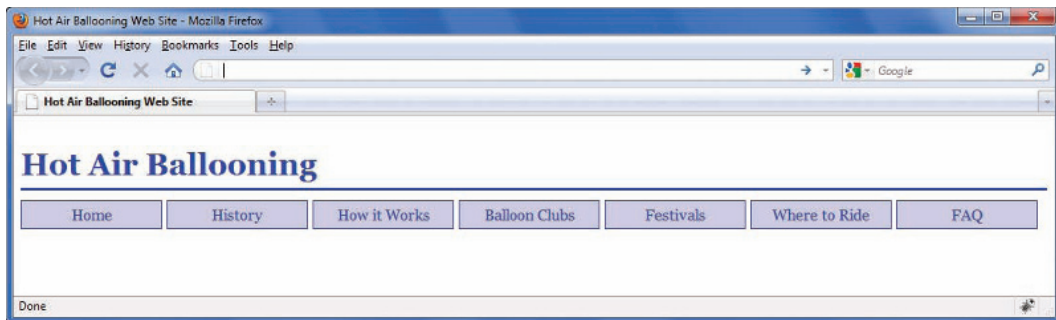 Hot Air Ballooning Web Site - Mozilla Firefox
File Edit View History Bookmarks Tools Help
Google
Hot Air Ballooning Web Site
Hot Air Ballooning
Home History How it Works Balloon Clubs Festivals Where to Ride FAQ
Done